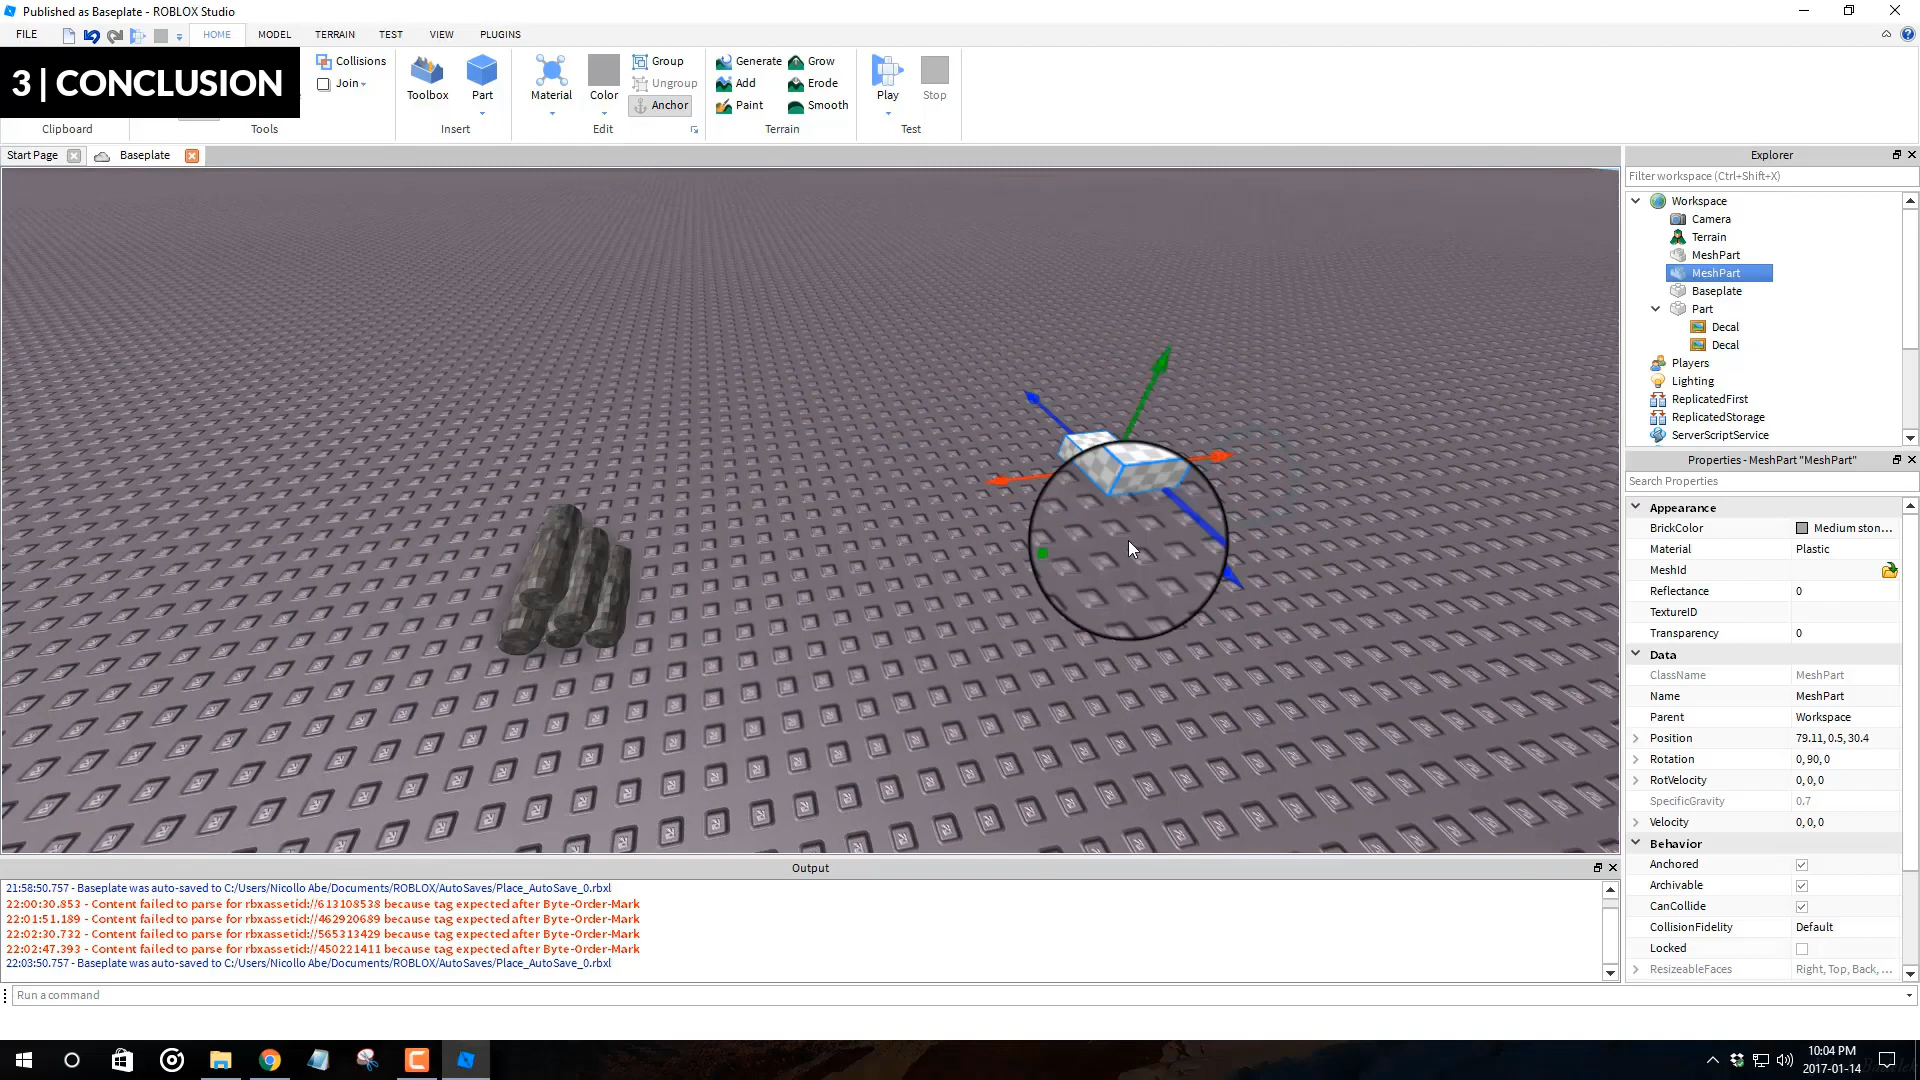 Published as Baseplate - ROBLOX Studio
FILE
HOME
MODEL
TERRAIN
TEST
VIEW
PLUGINS
3 | CONCLUSION
Collisions
Join
Toolbox
Part
Material
Color
Group
Ungroup
Anchor
Generate
Grow
Add
Erode
Paint
Smooth
Play
Stop
Clipboard
Tools
Insert
Edit
Terrain
Test
Start Page
Baseplate
Explorer
Filter workspace (Ctrl+Shift+X)
Workspace
Camera
Terrain
MeshPart
MeshPart
Baseplate
Part
Decal
Decal
Players
Lighting
ReplicatedFirst
ReplicatedStorage
ServerScriptService
Properties - MeshPart "MeshPart"
Search Properties
Appearance
BrickColor Medium ston...
Material Plastic
MeshId
Reflectance 0
TextureID
Transparency 0
Data
ClassName MeshPart
Name MeshPart
Parent Workspace
Position 79.11, 0.5, 30.4
Rotation 0, 90, 0
RotVelocity 0, 0, 0
SpecificGravity 0.7
Velocity 0, 0, 0
Behavior
Anchored
Archivable
CanCollide
CollisionFidelity Default
Locked
ResizeableFaces Right, Top, Back, ...
Output
21:58:50.757 - Baseplate was auto-saved to C:/Users/Nicollo Abe/Documents/ROBLOX/AutoSaves/Place_AutoSave_0.rbxl
22:00:30.853 - Content failed to parse for rbxassetid://613108538 because tag expected after Byte-Order-Mark
22:01:51.189 - Content failed to parse for rbxassetid://462920689 because tag expected after Byte-Order-Mark
22:02:30.732 - Content failed to parse for rbxassetid://565313429 because tag expected after Byte-Order-Mark
22:02:47.393 - Content failed to parse for rbxassetid://450221411 because tag expected after Byte-Order-Mark
22:03:50.757 - Baseplate was auto-saved to C:/Users/Nicollo Abe/Documents/ROBLOX/AutoSaves/Place_AutoSave_0.rbxl
Run a command
10:04 PM
2017-01-14